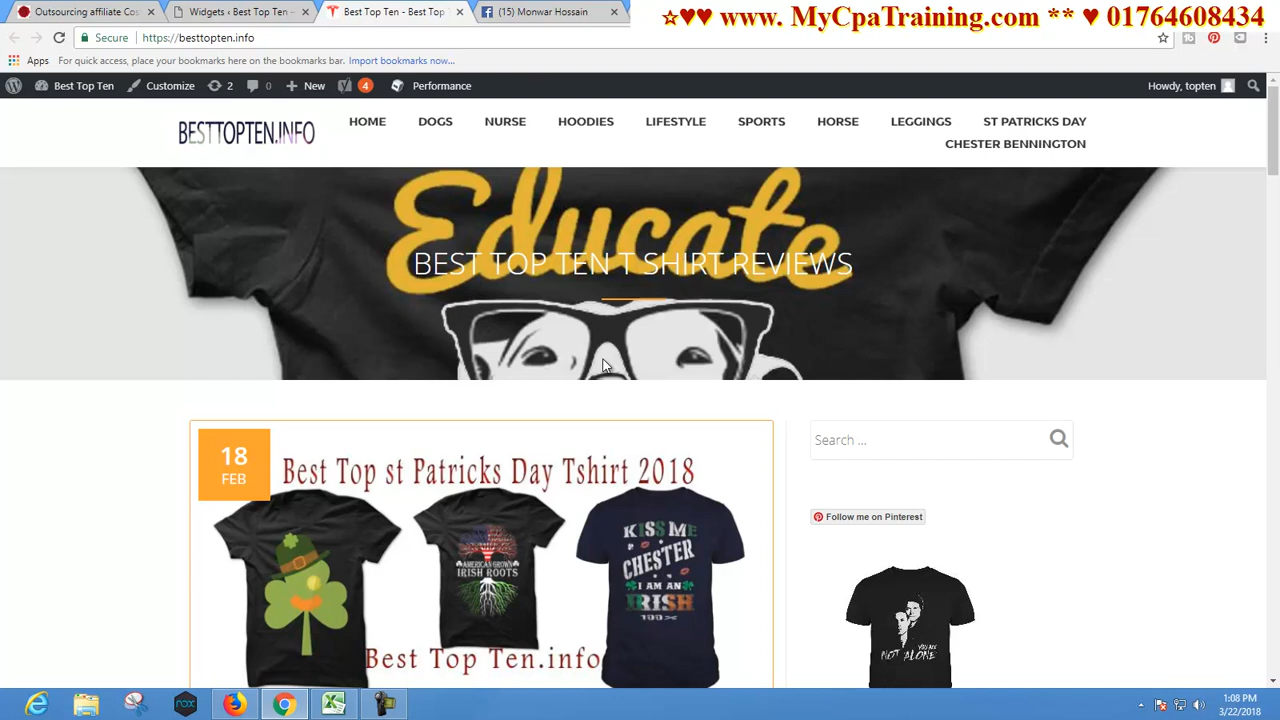 ☆♥♥ www. MyCpaTraining.com ** ♥ 01764608434
Outsourcing affiliate Cos
Widgets ‹ Best Top Ten —
Best Top Ten - Best Top
(15) Monwar Hossain
Secure
https://besttopten.info
Apps
For quick access, place your bookmarks here on the bookmarks bar. Import bookmarks now...
Best Top Ten
Customize
2
0
New
4
Performance
Howdy, topten
BESTTOPTEN.INFO
HOME
DOGS
NURSE
HOODIES
LIFESTYLE
SPORTS
HORSE
LEGGINGS
ST PATRICKS DAY
CHESTER BENNINGTON
Educate
BEST TOP TEN T SHIRT REVIEWS
18
FEB
Best Top st Patricks Day Tshirt 2018
AMERICAN GROWN
IRISH ROOTS
KISS ME
CHESTER
I AM AN
IRISH
100
Best Top Ten.info
Search ...
Follow me on Pinterest
YOU ARE
NOT ALONE
nox
1:08 PM
3/22/2018